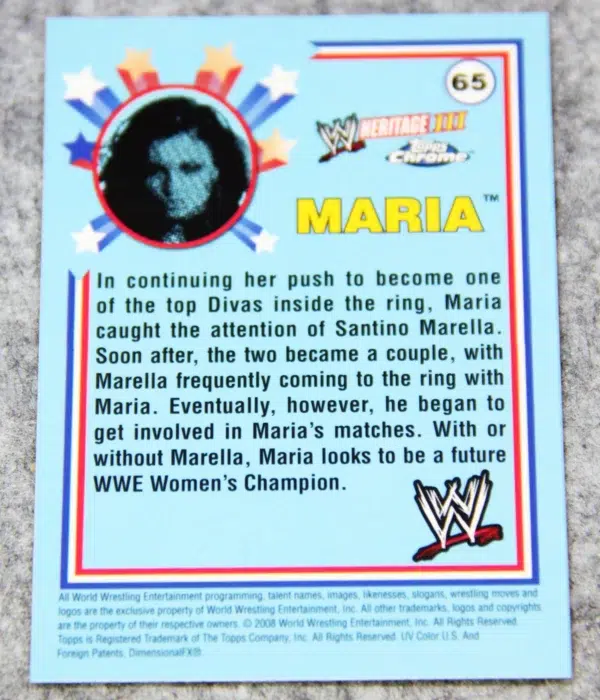 65
W HERITAGE III
Topps
Chrome
MARIA™
In continuing her push to become one
of the top Divas inside the ring, Maria
caught the attention of Santino Marella.
Soon after, the two became a couple, with
Marella frequently coming to the ring with
Maria. Eventually, however, he began to
get involved in Maria's matches. With or
without Marella, Maria looks to be a future
WWE Women's Champion.
W
All World Wrestling Entertainment programming, talent names, images, likenesses, slogans, wrestling moves and
logos are the exclusive property of World Wrestling Entertainment, Inc. All other trademarks, logos and copyrights
are the property of their respective owners. © 2008 World Wrestling Entertainment, Inc. All Rights Reserved.
Topps is Registered Trademark of The Topps Company, Inc. All Rights Reserved. UV Color U.S. And
Foreign Patents. DimensionalFX®.